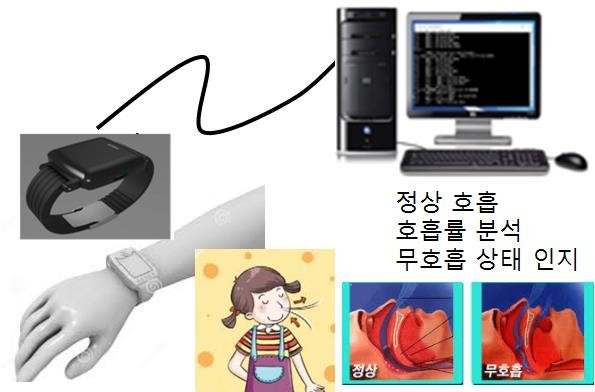 정상 호흡
호흡률 분석
무호흡 상태 인지
정상
무호흡